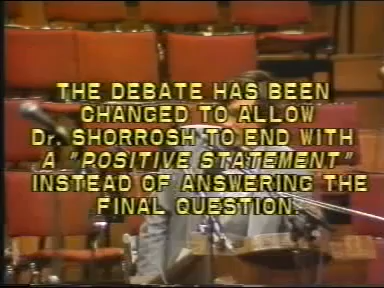 THE DEBATE HAS BEEN
CHANGED TO ALLOW
Dr. SHORROSH TO END WITH
A "POSITIVE STATEMENT"
INSTEAD OF ANSWERING THE
FINAL QUESTION.